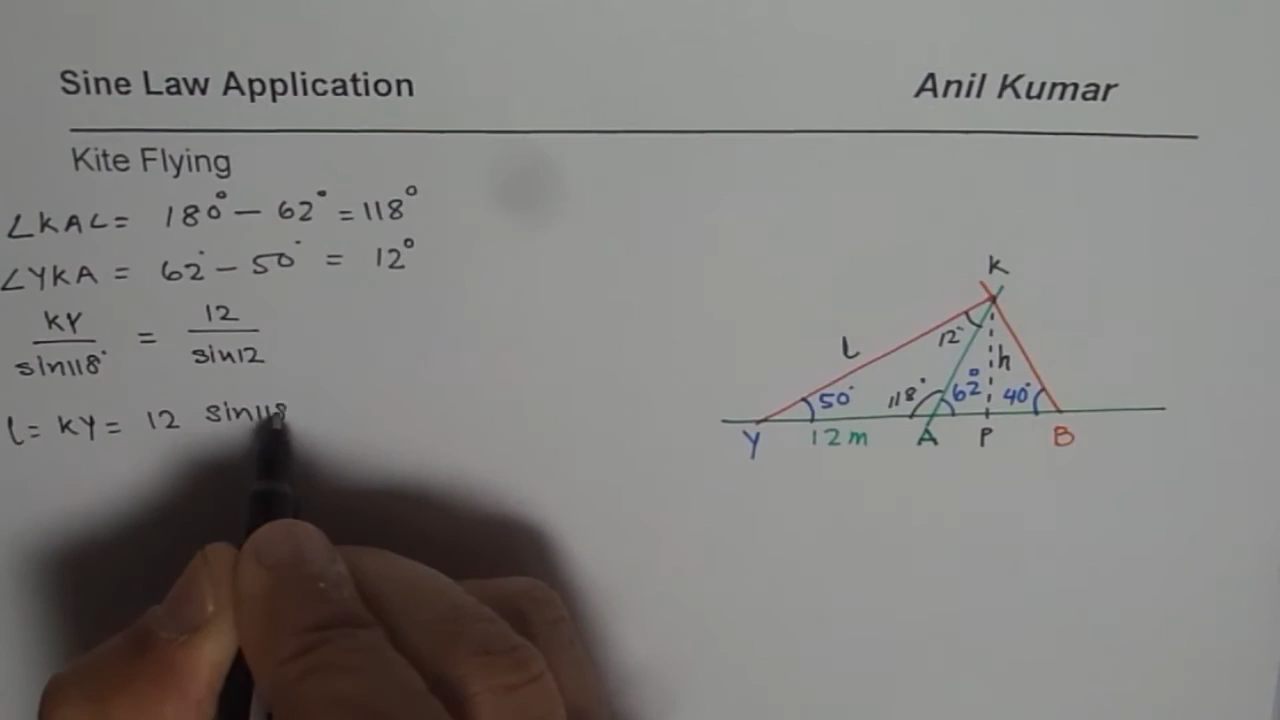 Sine Law Application Anil Kumar
Kite Flying
∠KAL = 180° - 62° = 118°
∠YKA = 62° - 50° = 12°
KY / sin118° = 12 / sin12
l = KY = 12 sin118
K
l
12°
h
50°
118°
62°
40°
Y
12m
A
P
B